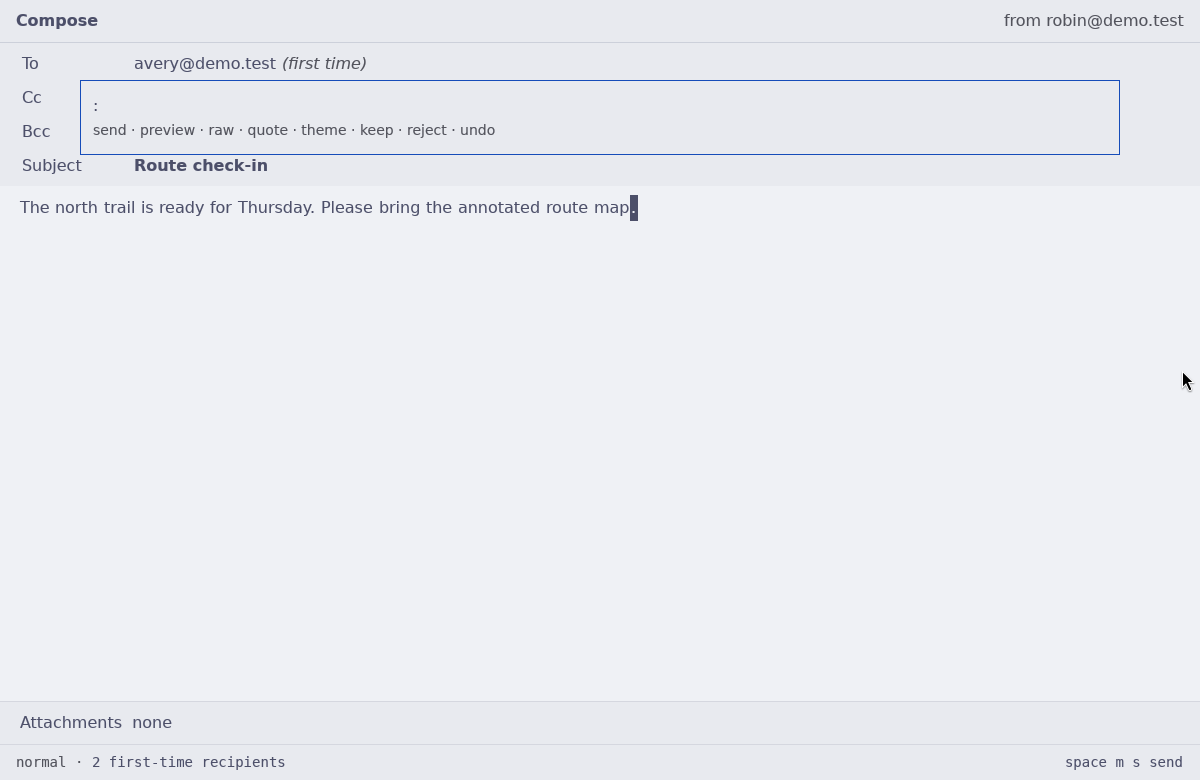 Compose from robin@demo.test
To avery@demo.test (first time)
Cc
:
send · preview · raw · quote · theme · keep · reject · undo
Bcc
Subject Route check-in
The north trail is ready for Thursday. Please bring the annotated route map.
Attachments none
normal · 2 first-time recipients space m s send